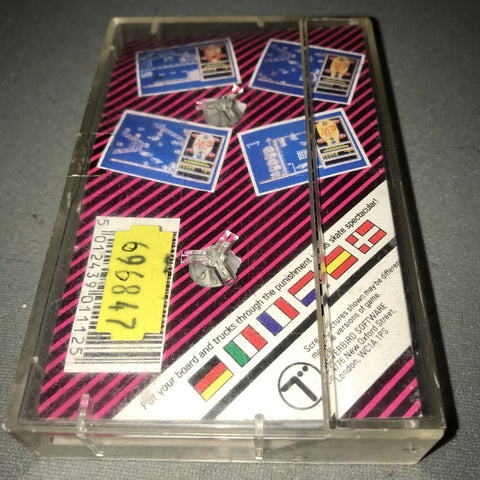 Put your board and trucks through the punishment skate spectacular!
Screen pictures shown may be different
versions of game.
SOFTWARE
New Oxford Street,
London, WC1A 1PS
696847
5 012439 011125